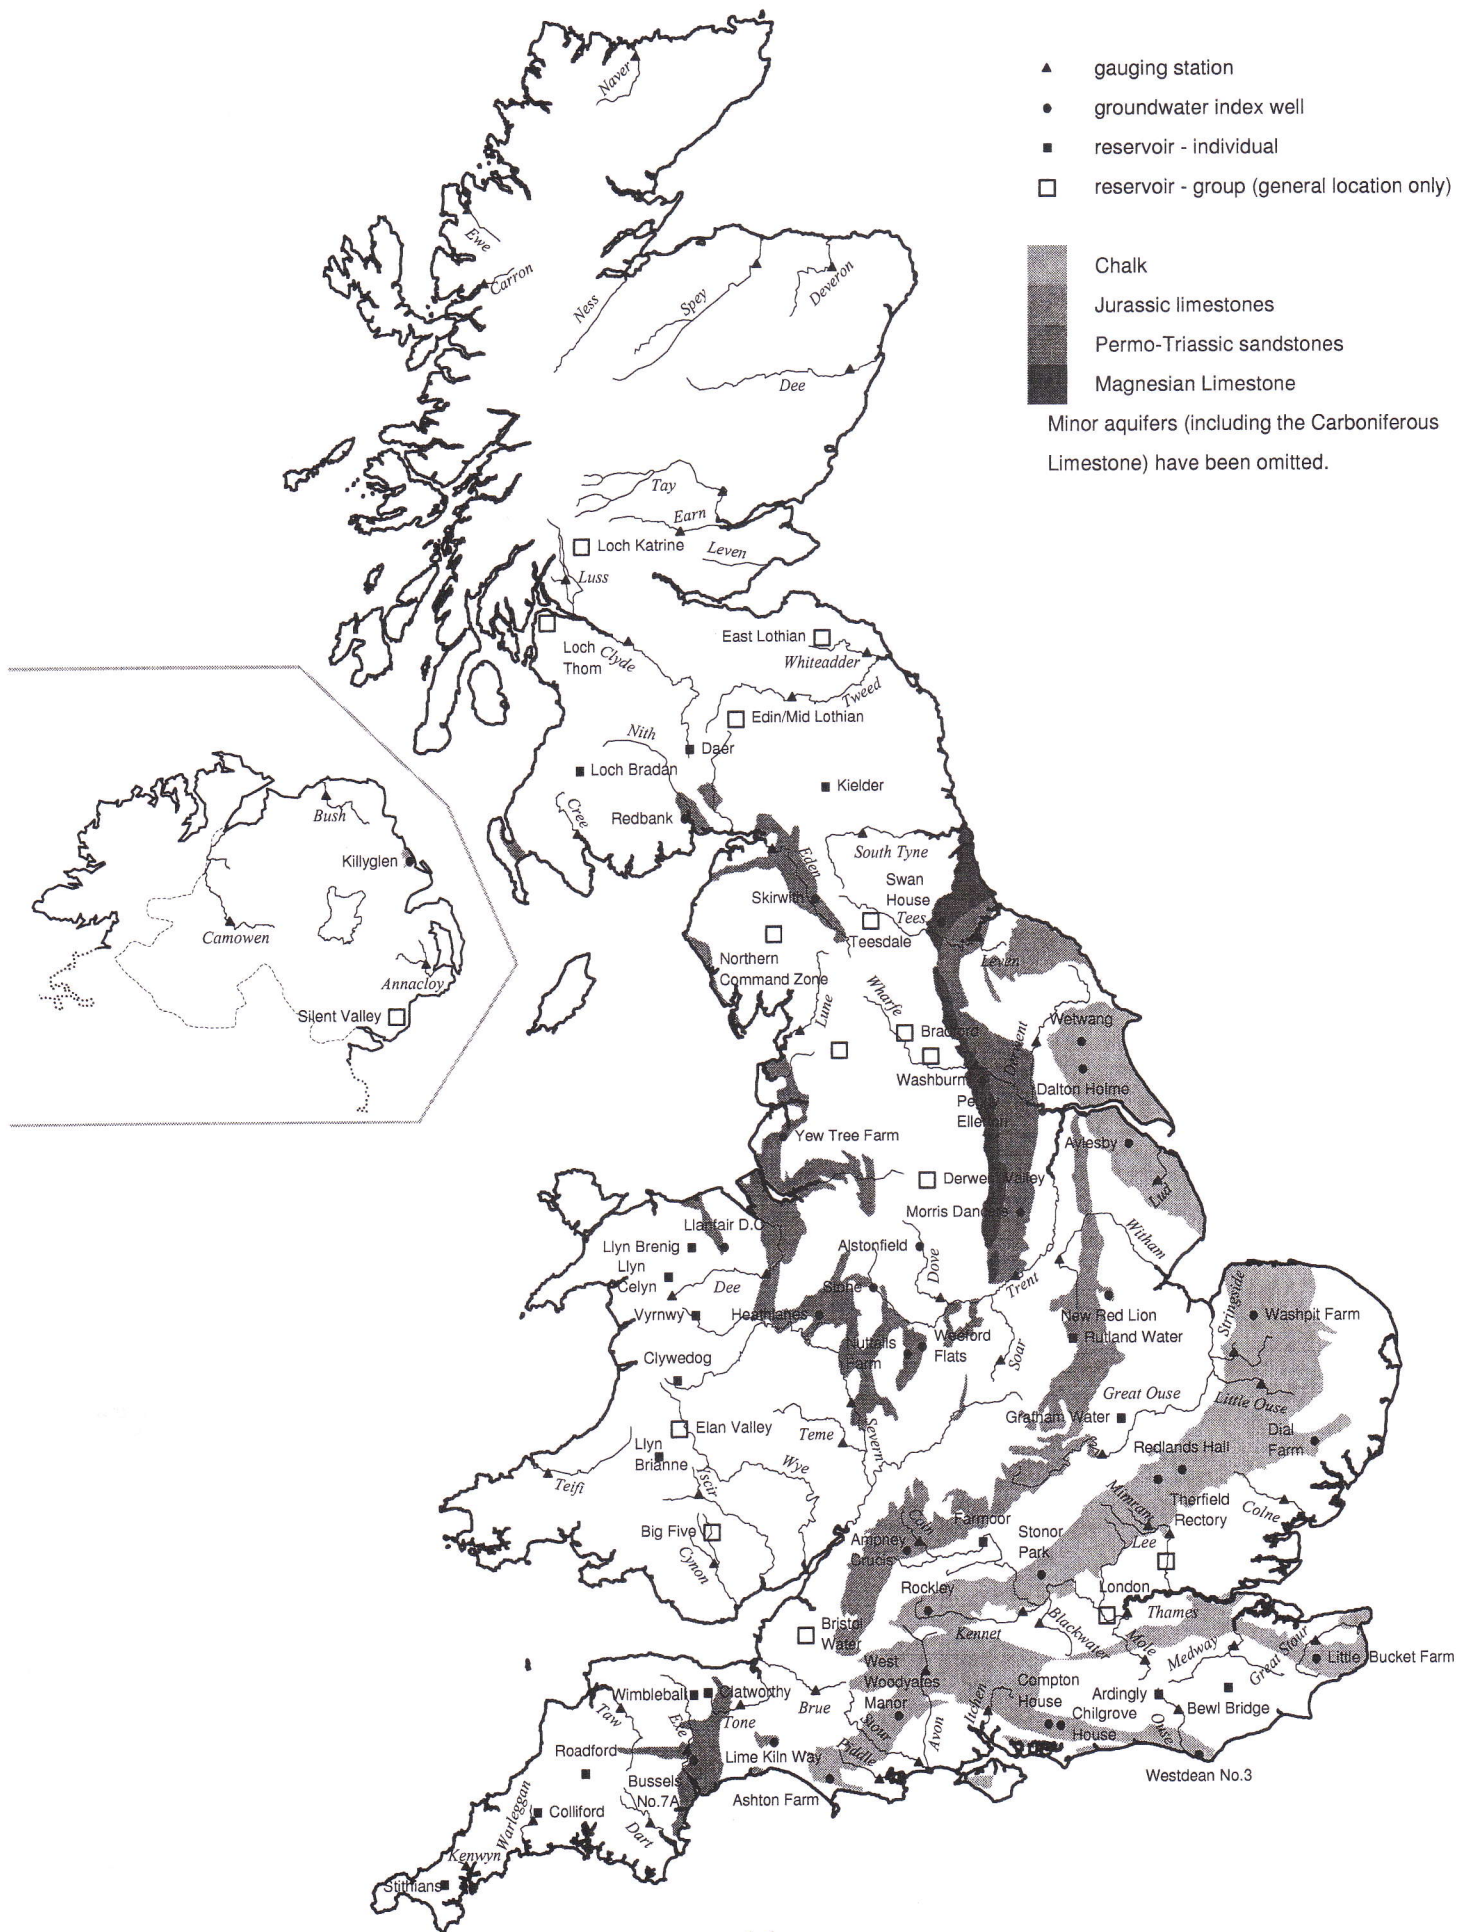 gauging station
groundwater index well
reservoir - individual
reservoir - group (general location only)
Chalk
Jurassic limestones
Permo-Triassic sandstones
Magnesian Limestone
Minor aquifers (including the Carboniferous
Limestone) have been omitted.
Naver
Ewe
Carron
Ness
Spey
Deveron
Dee
Tay
Earn
Leven
Loch Katrine
Luss
Loch
Thom
Clyde
East Lothian
Whiteadder
Tweed
Edin/Mid Lothian
Nith
Daer
Loch Bradan
Kielder
Cree
Redbank
Bush
Killyglen
Camowen
Annacloy
Silent Valley
South Tyne
Eden
Swan
House
Skirwith
Tees
Teesdale
Leven
Northern
Command Zone
Lune
Wharfe
Bradford
Washburn
Derwent
Wetwang
Dalton Holme
Ellerton
Yew Tree Farm
Aylesby
Lud
Derwent Valley
Morris Dancers
Witham
Llanfair D.C
Llyn Brenig
Llyn
Celyn
Dee
Alstonfield
Dove
Stone
Trent
Vyrnwy
Heathlanes
New Red Lion
Rutland Water
Stringside
Washpit Farm
Nuttalls
Farm
Weeford
Flats
Soar
Clywedog
Great Ouse
Little Ouse
Grafham Water
Dial
Farm
Elan Valley
Teme
Severn
Redlands Hall
Llyn
Brianne
Wye
Yscir
Teifi
Mimram
Therfield
Rectory
Colne
Big Five
Cynon
Coln
Farmoor
Ampney
Crucis
Stonor
Park
Lee
Rockley
London
Thames
Bristol
Water
Kennet
Blackwater
Mole
Medway
Great Stour
Little Bucket Farm
West
Woodyates
Manor
Compton
House
Ardingly
Chilgrove
House
Bewl Bridge
Wimbleball
Clatworthy
Taw
Exe
Tone
Brue
Stour
Avon
Itchen
Ouse
Roadford
Lime Kiln Way
Piddle
Westdean No.3
Bussels
No.7A
Ashton Farm
Warleggan
Colliford
Dart
Kenwyn
Stithians